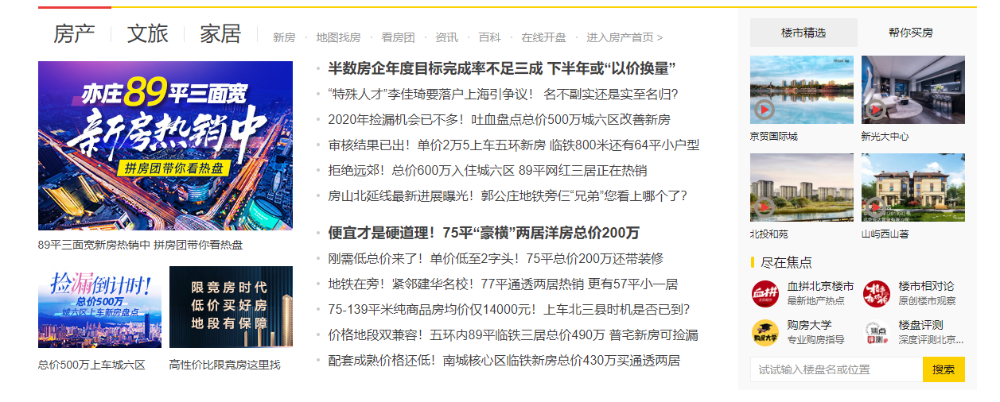 房产 文旅 家居 新房 · 地图找房 · 看房团 · 资讯 · 百科 · 在线开盘 · 进入房产首页 >
亦庄89平三面宽
新房热销中
拼房团带你看热盘
89平三面宽新房热销中 拼房团带你看热盘
捡漏倒计时!
总价500万
城六区上车新房盘点
总价500万上车城六区
限竞房时代
低价买好房
地段有保障
高性价比限竞房这里找
半数房企年度目标完成率不足三成 下半年或“以价换量”
“特殊人才”李佳琦要落户上海引争议！ 名不副实还是实至名归?
2020年捡漏机会已不多！吐血盘点总价500万城六区改善新房
审核结果已出！单价2万5上车五环新房 临铁800米还有64平小户型
拒绝远郊！总价600万入住城六区 89平网红三居正在热销
房山北延线最新进展曝光！郭公庄地铁旁仨“兄弟”您看上哪个了?
便宜才是硬道理！75平“豪横”两居洋房总价200万
刚需低总价来了！单价低至2字头！75平总价200万还带装修
地铁在旁！紧邻建华名校！77平通透两居热销 更有57平小一居
75-139平米纯商品房均价仅14000元！上车北三县时机是否已到?
价格地段双兼容！五环内89平临铁三居总价490万 普宅新房可捡漏
配套成熟价格还低！南城核心区临铁新房总价430万买通透两居
楼市精选 帮你买房
京贸国际城 新光大中心
北投和苑 山屿西山著
尽在焦点
血拼
血拼北京楼市
最新地产热点
楼市相对论
原创楼市观察
购房大学
购房大学
专业购房指导
焦点
评测
楼盘评测
深度评测北京...
试试输入楼盘名或位置 搜索